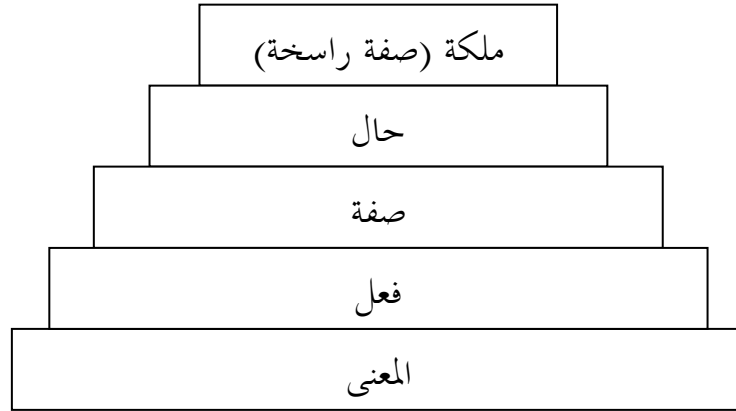 ملكة (صفة راسخة)
حال
صفة
فعل
المعنى